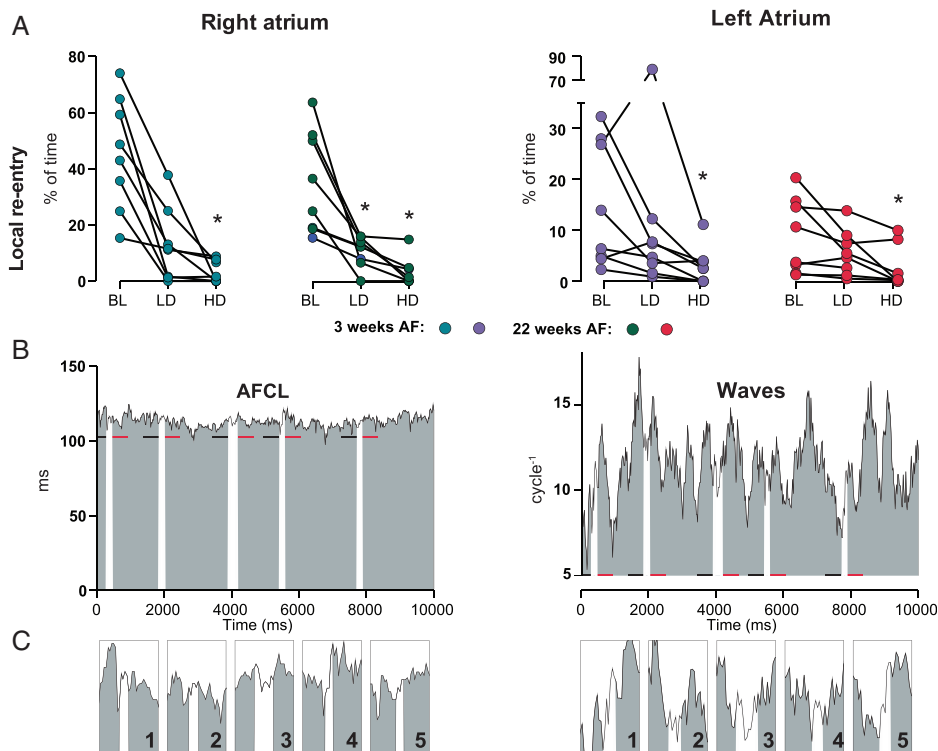 A
Right atrium
Left Atrium
Local re-entry
% of time
80
60
40
20
0
BL LD HD BL LD HD
* * *
% of time
90
70
30
20
10
0
BL LD HD BL LD HD
* *
3 weeks AF: 22 weeks AF:
B
AFCL
ms
150
100
50
0
0 2000 4000 6000 8000 10000
Time (ms)
Waves
cycle⁻¹
15
10
5
0 2000 4000 6000 8000 10000
Time (ms)
C
1 2 3 4 5
1 2 3 4 5